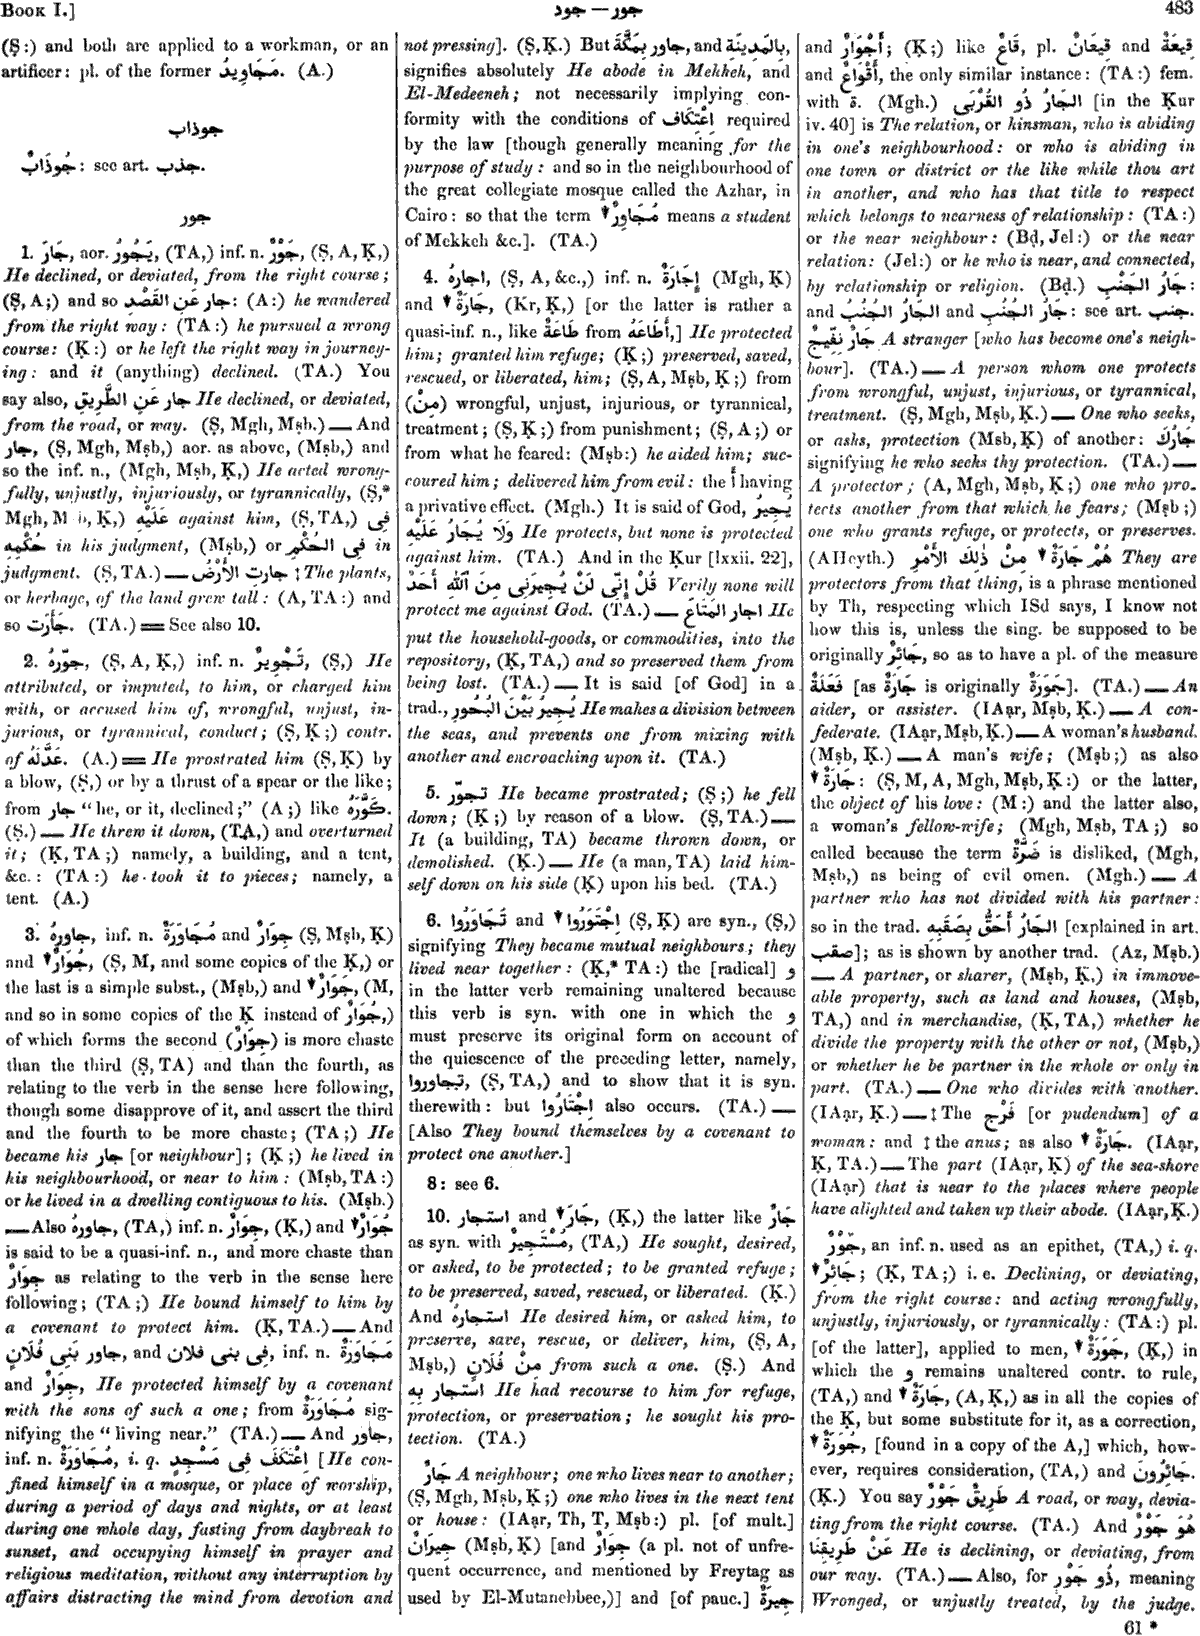 BOOK I.]
جور — جود
483
(Ṣ:) and both are applied to a workman, or an
artificer: pl. of the former مَجَاوِيدُ. (A.)
جوذاب
جُوذَابٌ: see art. جذب.
جور
1. جَارَ, aor. يَجُورُ, (TA,) inf. n. جَوْرٌ, (Ṣ, A, Ḳ,)
He declined, or deviated, from the right course;
(Ṣ, A;) and so جار عن القَصْدِ: (A:) he wandered
from the right way: (TA:) he pursued a wrong
course: (Ḳ:) or he left the right way in journey-
ing: and it (anything) declined. (TA.) You
say also, جار عَنِ الطَّرِيقِ He declined, or deviated,
from the road, or way. (Ṣ, Mgh, Mṣb.) — And
جار, (Ṣ, Mgh, Mṣb,) aor. as above, (Mṣb,) and
so the inf. n., (Mgh, Mṣb, Ḳ,) He acted wrong-
fully, unjustly, injuriously, or tyrannically, (Ṣ,*
Mgh, Mṣb, Ḳ,) عَلَيْهِ against him, (Ṣ, TA,) فِى
حُكْمِهِ in his judgment, (Mṣb,) or فِى الحُكْمِ in
judgment. (Ṣ, TA.) — جارت الأَرْضُ ‡ The plants,
or herbage, of the land grew tall: (A, TA:) and
so جَأَرَت. (TA.) = See also 10.
2. جوّرهُ, (Ṣ, A, Ḳ,) inf. n. تَجْوِيرٌ, (Ṣ,) He
attributed, or imputed, to him, or charged him
with, or accused him of, wrongful, unjust, in-
jurious, or tyrannical, conduct; (Ṣ, Ḳ;) contr.
of عَدَّلَهُ. (A.) = He prostrated him (Ṣ, Ḳ) by
a blow, (Ṣ,) or by a thrust of a spear or the like;
from جار "he, or it, declined;" (A;) like كَوَّرَهُ.
(Ṣ.) — He threw it down, (TA,) and overturned
it; (Ḳ, TA;) namely, a building, and a tent,
&c.: (TA:) he took it to pieces; namely, a
tent. (A.)
3. جاورهُ, inf. n. مُجَاوَرَةٌ and جِوَارٌ (Ṣ, Mṣb, Ḳ)
and جُوَارٌ▼, (Ṣ, M, and some copies of the Ḳ,) or
the last is a simple subst., (Mṣb,) and جَوَارٌ▼, (M,
and so in some copies of the Ḳ instead of جُوَارٌ,)
of which forms the second (جِوَارٌ) is more chaste
than the third (Ṣ, TA) and than the fourth, as
relating to the verb in the sense here following,
though some disapprove of it, and assert the third
and the fourth to be more chaste; (TA;) He
became his جار [or neighbour]; (Ḳ;) he lived in
his neighbourhood, or near to him: (Mṣb, TA:)
or he lived in a dwelling contiguous to his. (Mṣb.)
— Also جاورهُ, (TA,) inf. n. جِوَارٌ, (Ḳ,) and جُوَارٌ▼
is said to be a quasi-inf. n., and more chaste than
جِوَارٌ as relating to the verb in the sense here
following; (TA;) He bound himself to him by
a covenant to protect him. (Ḳ, TA.) — And
جاور بَنِى فُلَانٍ, and فِى بنى فلان, inf. n. مُجَاوَرَةٌ
and جِوَارٌ, He protected himself by a covenant
with the sons of such a one; from مجاورة sig-
nifying the "living near." (TA.) — And جاور,
inf. n. مُجَاوَرَةٌ, i. q. اِعْتَكَفَ فِى مَسْجِدٍ [He con-
fined himself in a mosque, or place of worship,
during a period of days and nights, or at least
during one whole day, fasting from daybreak to
sunset, and occupying himself in prayer and
religious meditation, without any interruption by
affairs distracting the mind from devotion and
not pressing]. (Ṣ, Ḳ.) But جاور بِمَكَّةَ, and بِالمَدِينَةِ,
signifies absolutely He abode in Mekkeh, and
El-Medeeneh; not necessarily implying con-
formity with the conditions of اِعْتِكَاف required
by the law [though generally meaning for the
purpose of study: and so in the neighbourhood of
the great collegiate mosque called the Azhar, in
Cairo: so that the term مُجَاوِرٌ▼ means a student
of Mekkeh &c.]. (TA.)
4. اجارهُ, (Ṣ, A, &c.,) inf. n. إِجَارَةٌ (Mgh, Ḳ)
and جَارَةٌ▼, (Kr, Ḳ,) [or the latter is rather a
quasi-inf. n., like طَاعَةٌ from أَطَاعَهُ,] He protected
him; granted him refuge; (Ḳ;) preserved, saved,
rescued, or liberated, him; (Ṣ, A, Mṣb, Ḳ;) from
(مِنْ) wrongful, unjust, injurious, or tyrannical,
treatment; (Ṣ, Ḳ;) from punishment; (Ṣ, A;) or
from what he feared: (Mṣb:) he aided him; suc-
coured him; delivered him from evil: the أ having
a privative effect. (Mgh.) It is said of God, يُجِيرُ
وَلَا يُجَارُ عَلَيْهِ He protects, but none is protected
against him. (TA.) And in the Ḳur [lxxii. 22],
قُلْ إِنِّى لَنْ يُجِيرَنِى مِنَ ٱللّٰهِ أَحَدٌ Verily none will
protect me against God. (TA.) — اجار المَتَاعَ He
put the household-goods, or commodities, into the
repository, (Ḳ, TA,) and so preserved them from
being lost. (TA.) — It is said [of God] in a
trad., يُجِيرُ بَيْنَ البُحُورِ He makes a division between
the seas, and prevents one from mixing with
another and encroaching upon it. (TA.)
5. تجوّر He became prostrated; (Ṣ;) he fell
down; (Ḳ;) by reason of a blow. (Ṣ, TA.) —
It (a building, TA) became thrown down, or
demolished. (Ḳ.) — He (a man, TA) laid him-
self down on his side (Ḳ) upon his bed. (TA.)
6. تَجَاوَرُوا and اِجْتَوَرُوا▼ (Ṣ, Ḳ) are syn., (Ṣ,)
signifying They became mutual neighbours; they
lived near together: (Ḳ,* TA:) the [radical] و
in the latter verb remaining unaltered because
this verb is syn. with one in which the و
must preserve its original form on account of
the quiescence of the preceding letter, namely,
تجاوروا, (Ṣ, TA,) and to show that it is syn.
therewith: but اِجْتَارُوا also occurs. (TA.) —
[Also They bound themselves by a covenant to
protect one another.]
8: see 6.
10. استجار and جَارَ▼, (Ḳ,) the latter like جَارٌ
as syn. with مُسْتَجِيرٌ, (TA,) He sought, desired,
or asked, to be protected; to be granted refuge;
to be preserved, saved, rescued, or liberated. (Ḳ.)
And استجارهُ He desired him, or asked him, to
preserve, save, rescue, or deliver, him, (Ṣ, A,
Mṣb,) مِنْ فُلَانٍ from such a one. (Ṣ.) And
استجار بِهِ He had recourse to him for refuge,
protection, or preservation; he sought his pro-
tection. (TA.)
جَارٌ A neighbour; one who lives near to another;
(Ṣ, Mgh, Mṣb, Ḳ;) one who lives in the next tent
or house: (IAạr, Th, T, Mṣb:) pl. [of mult.]
جِيرَانٌ (Mṣb, Ḳ) [and جِوَارٌ (a pl. not of unfre-
quent occurrence, and mentioned by Freytag as
used by El-Mutanebbee,)] and [of pauc.] جِيرَةٌ
and أَجْوَارٌ; (Ḳ;) like قَاعٌ, pl. قِيعَانٌ and قِيعَةٌ
and أَقْوَاعٌ, the only similar instance: (TA:) fem.
with ة. (Mgh.) الجَارُ ذُو القُرْبَى [in the Ḳur
iv. 40] is The relation, or kinsman, who is abiding
in one's neighbourhood: or who is abiding in
one town or district or the like while thou art
in another, and who has that title to respect
which belongs to nearness of relationship: (TA:)
or the near neighbour: (Bḍ, Jel:) or the near
relation: (Jel:) or he who is near, and connected,
by relationship or religion. (Bḍ.) جَارُ الجَنْبِ:
and الجَارُ الجُنُبُ and جَارُ الجُنُبِ: see art. جنب.
جَارٌ نِفِّيحٌ A stranger [who has become one's neigh-
bour]. (TA.) — A person whom one protects
from wrongful, unjust, injurious, or tyrannical,
treatment. (Ṣ, Mgh, Mṣb, Ḳ.) — One who seeks,
or asks, protection (Msb, Ḳ) of another: جَارُكَ
signifying he who seeks thy protection. (TA.) —
A protector; (A, Mgh, Mṣb, Ḳ;) one who pro-
tects another from that which he fears; (Mṣb;)
one who grants refuge, or protects, or preserves.
(AHeyth.) هُمْ جَارَةٌ▼ مِنْ ذٰلِكَ الأَمْرِ They are
protectors from that thing, is a phrase mentioned
by Th, respecting which ISd says, I know not
how this is, unless the sing. be supposed to be
originally جَائِرٌ, so as to have a pl. of the measure
فَعَلَةٌ [as جَارَةٌ is originally جَوَرَةٌ]. (TA.) — An
aider, or assister. (IAạr, Mṣb, Ḳ.) — A con-
federate. (IAạr, Mṣb, Ḳ.) — A woman's husband.
(Mṣb, Ḳ.) — A man's wife; (Mṣb;) as also
جَارَةٌ▼: (Ṣ, M, A, Mgh, Mṣb, Ḳ:) or the latter,
the object of his love: (M:) and the latter also,
a woman's fellow-wife; (Mgh, Mṣb, TA;) so
called because the term ضَرَّةٌ is disliked, (Mgh,
Mṣb,) as being of evil omen. (Mgh.) — A
partner who has not divided with his partner:
so in the trad. الجَارُ أَحَقُّ بِصَقَبِهِ [explained in art.
صقب]; as is shown by another trad. (Az, Mṣb.)
— A partner, or sharer, (Mṣb, Ḳ,) in immove-
able property, such as land and houses, (Mṣb,
TA,) and in merchandise, (Ḳ, TA,) whether he
divide the property with the other or not, (Mṣb,)
or whether he be partner in the whole or only in
part. (TA.) — One who divides with another.
(IAạr, Ḳ.) — ‡ The فَرْج [or pudendum] of a
woman: and ‡ the anus; as also جَارَةٌ▼. (IAạr,
Ḳ, TA.) — The part (IAạr, Ḳ) of the sea-shore
(IAạr) that is near to the places where people
have alighted and taken up their abode. (IAạr, Ḳ.)
جَوْرٌ, an inf. n. used as an epithet, (TA,) i. q.
جَائِرٌ▼; (Ḳ, TA;) i. e. Declining, or deviating,
from the right course: and acting wrongfully,
unjustly, injuriously, or tyrannically: (TA:) pl.
[of the latter], applied to men, جَوَرَةٌ▼, (Ḳ,) in
which the و remains unaltered contr. to rule,
(TA,) and جَارَةٌ▼, (A, Ḳ,) as in all the copies of
the Ḳ, but some substitute for it, as a correction,
جُورَةٌ▼, [found in a copy of the A,] which, how-
ever, requires consideration, (TA,) and جَائِرُونَ.
(Ḳ.) You say طَرِيقٌ جَوْرٌ A road, or way, devia-
ting from the right course. (TA.) And هُوَ جَوْرٌ
عَنْ طَرِيقِنَا He is declining, or deviating, from
our way. (TA.) — Also, for ذُو جَوْرٍ, meaning
Wronged, or unjustly treated, by the judge.
61 *